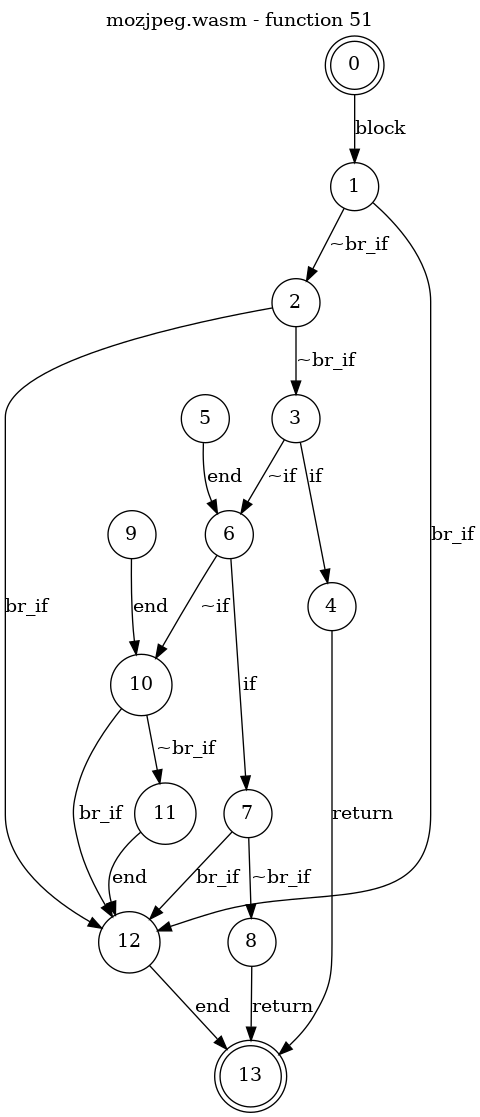 mozjpeg.wasm - function 51
0
block
1
~br_if
2
~br_if
5
3
end
~if
if
9
6
br_if
end
~if
4
br_if
10
if
~br_if
br_if
11
7
return
end
br_if
~br_if
12
8
end
return
13